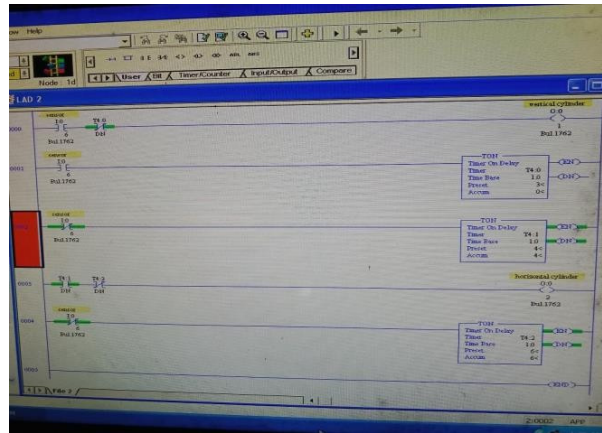 Help
Node: 1d
User Bit Timer/Counter Input/Output Compare
LAD 2
0000
sensor
I:0
6
Bul.1762
T4:0
DN
vertical cylinder
O:0
1
Bul.1762
0001
sensor
I:0
6
Bul.1762
TON
Timer On Delay
Timer T4:0
Time Base 1.0
Preset 3<
Accum 0<
EN
DN
sensor
I:0
6
Bul.1762
TON
Timer On Delay
Timer T4:1
Time Base 1.0
Preset 4<
Accum 4<
EN
DN
0003
T4:1
DN
T4:2
DN
horizontal cylinder
O:0
2
Bul.1762
0004
sensor
I:0
6
Bul.1762
TON
Timer On Delay
Timer T4:2
Time Base 1.0
Preset 6<
Accum 6<
EN
DN
0005
END
File 2
2:0002 APP